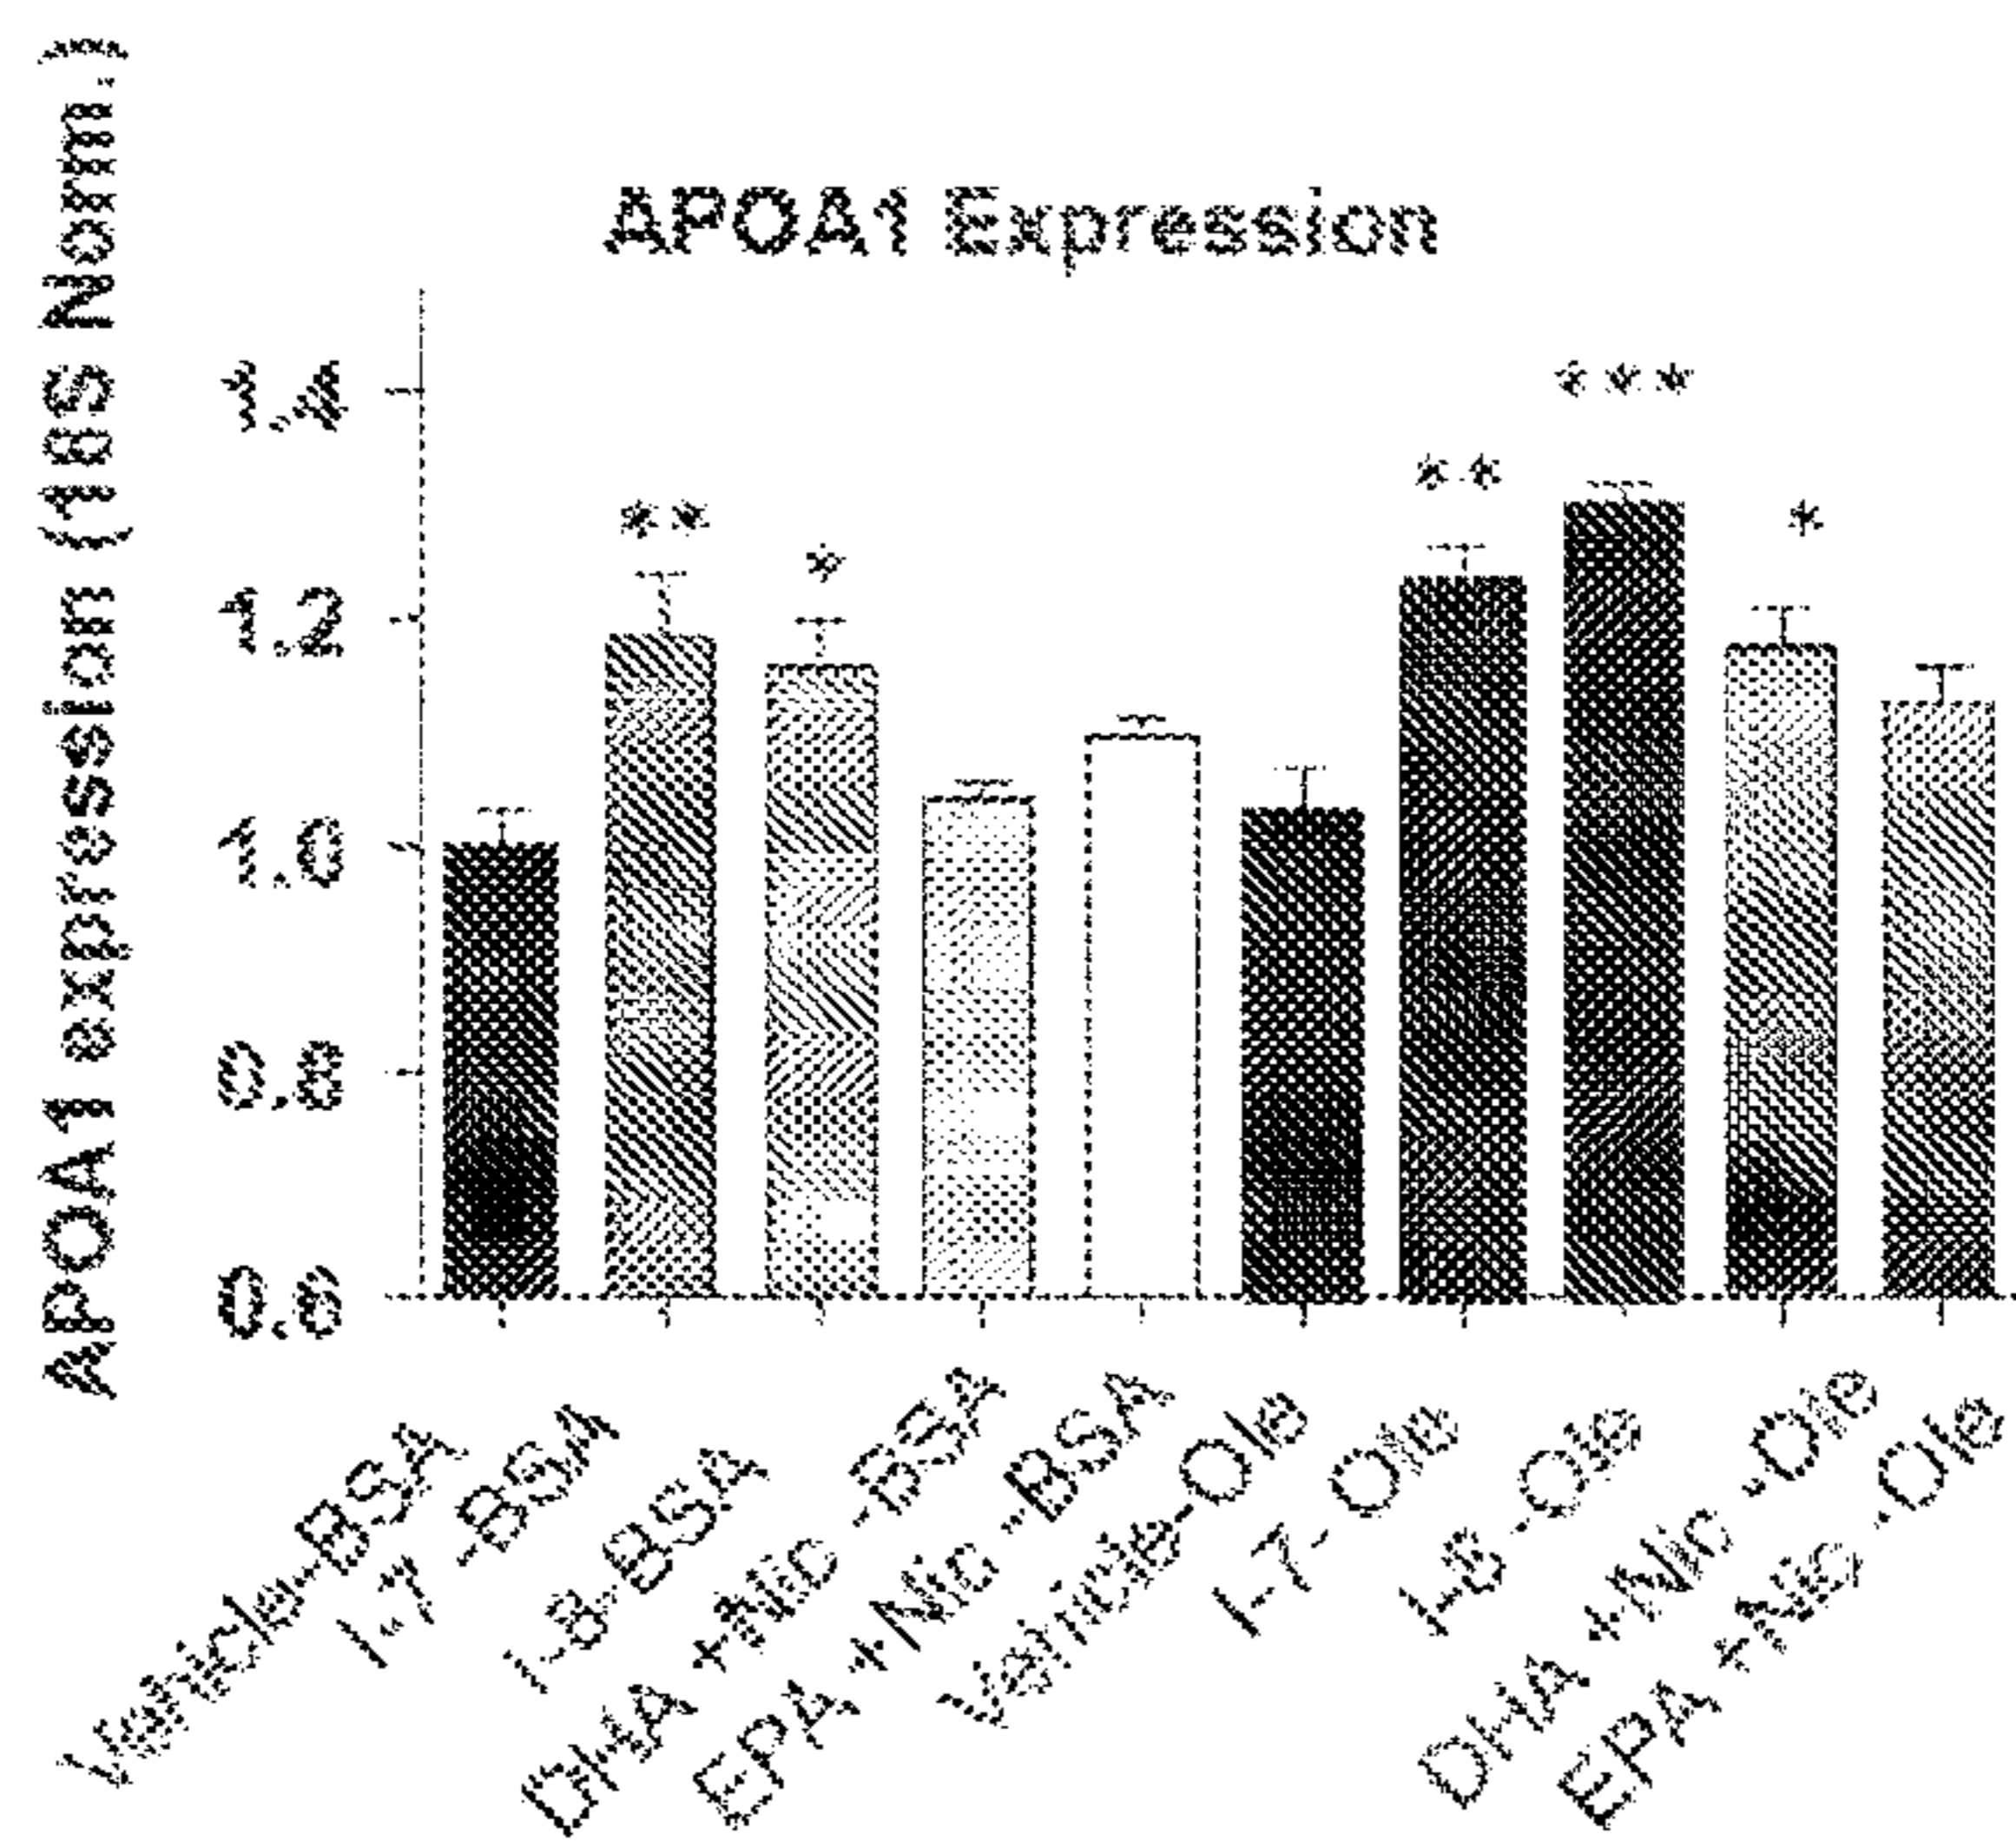 APOA1 Expression
APOA1 expression (18S Norm.)
1.4
1.2
1.0
0.8
0.6
**
*
**
***
*
Vehicle-BSA
I-7 -BSA
I-8-BSA
DHA +Nic -BSA
EPA +Nic -BSA
Vehicle-Ole
I-7- Ole
I-8 -Ole
DHA +Nic -Ole
EPA +Nic -Ole